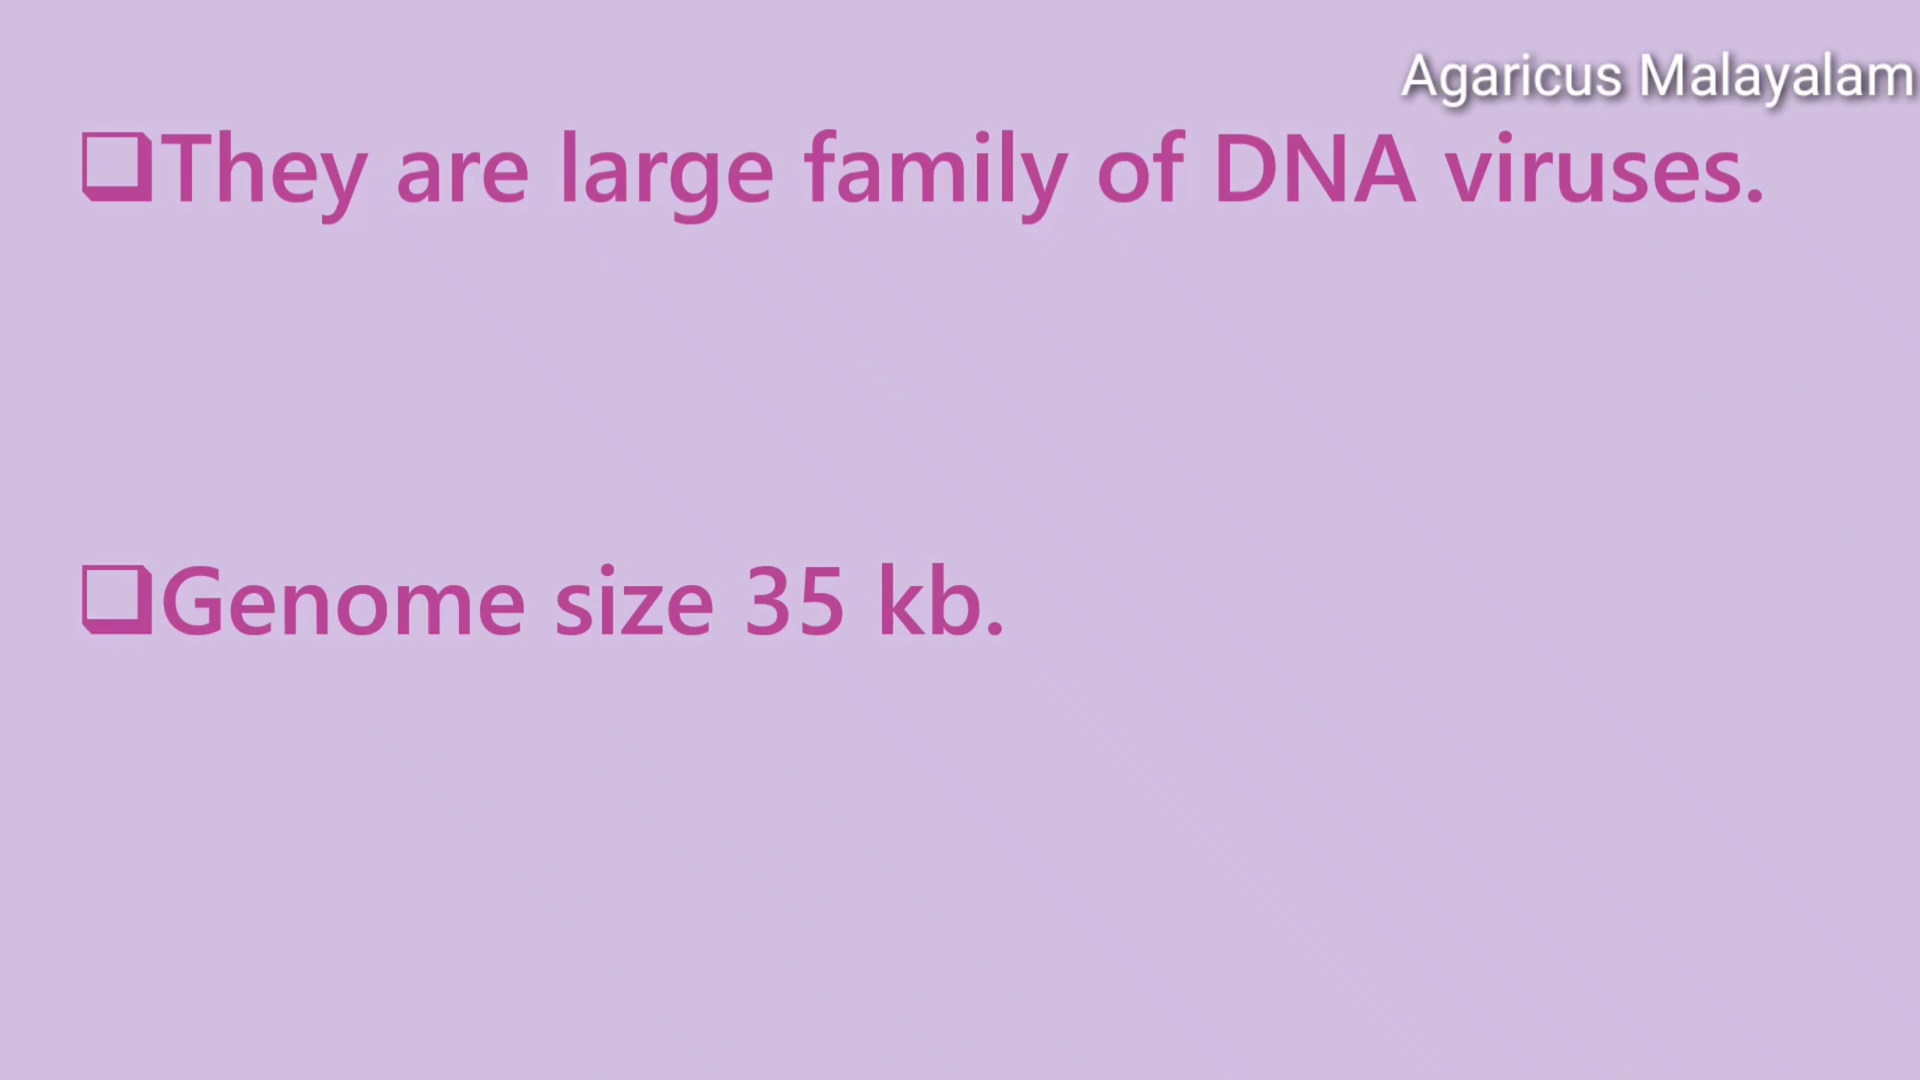 Agaricus Malayalam
❑They are large family of DNA viruses.
❑Genome size 35 kb.